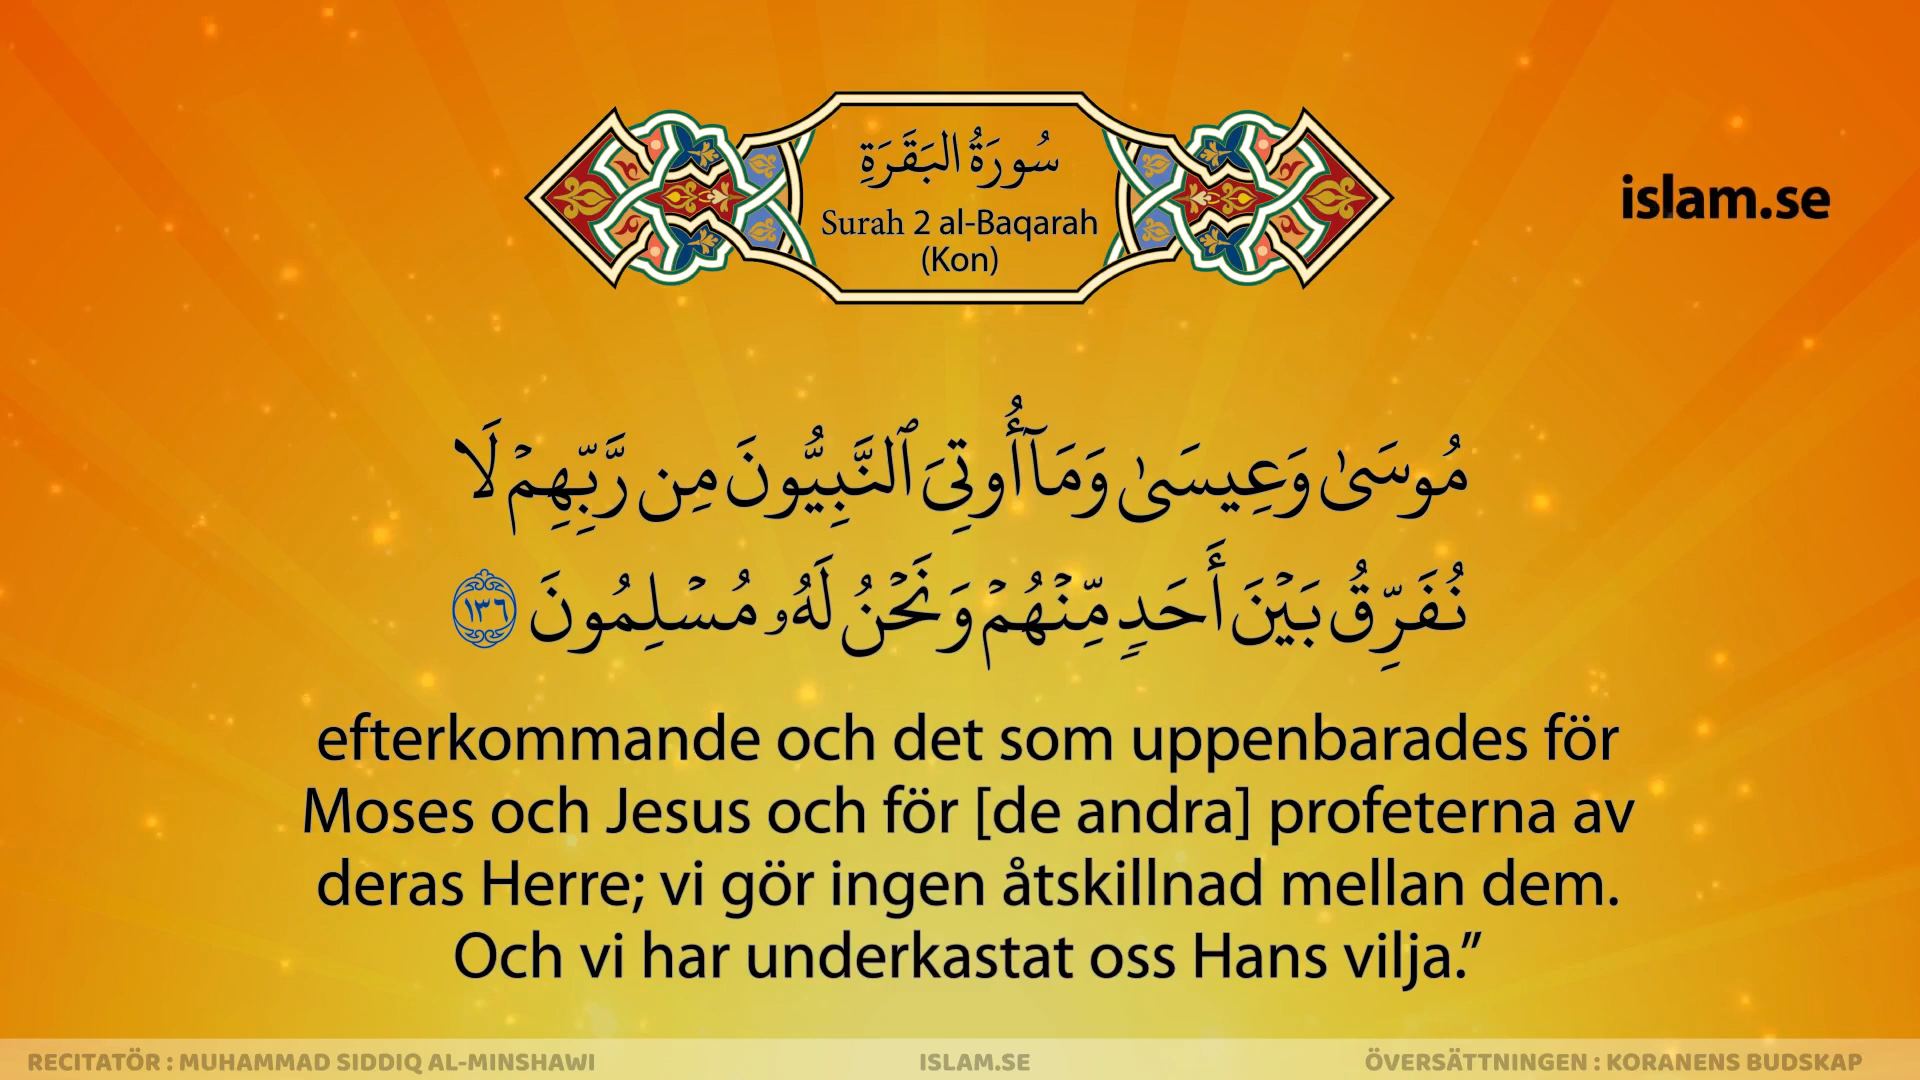 سُورَةُ البَقَرَةِ
Surah 2 al-Baqarah
(Kon)
islam.se
مُوسَىٰ وَعِيسَىٰ وَمَآ أُوتِىَ ٱلنَّبِيُّونَ مِن رَّبِّهِمْ لَا
نُفَرِّقُ بَيْنَ أَحَدٍ مِّنْهُمْ وَنَحْنُ لَهُۥ مُسْلِمُونَ ١٣٦
efterkommande och det som uppenbarades för
Moses och Jesus och för [de andra] profeterna av
deras Herre; vi gör ingen åtskillnad mellan dem.
Och vi har underkastat oss Hans vilja.”
RECITATÖR : MUHAMMAD SIDDIQ AL-MINSHAWI
ISLAM.SE
ÖVERSÄTTNINGEN : KORANENS BUDSKAP